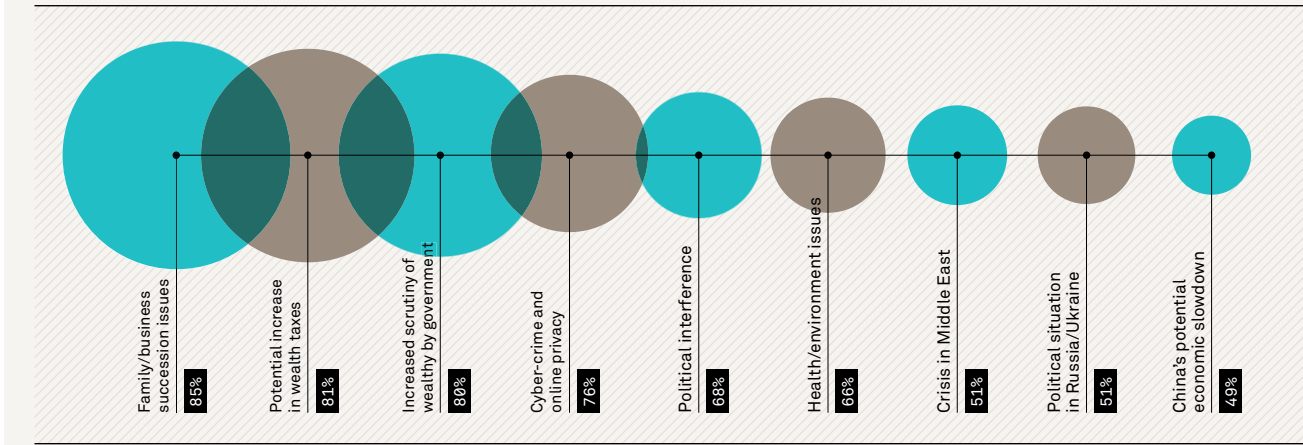 Family/business
succession issues
85%
Potential increase
in wealth taxes
81%
Increased scrutiny of
wealthy by government
80%
Cyber-crime and
online privacy
76%
Political interference
68%
Health/environment issues
66%
Crisis in Middle East
51%
Political situation
in Russia/Ukraine
51%
China's potential
economic slowdown
49%